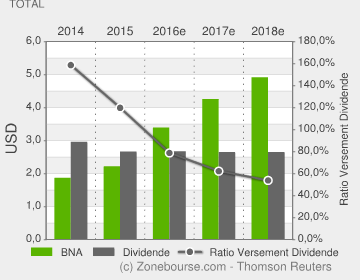 TOTAL
2014 2015 2016e 2017e 2018e
6,0 180,0%
160,0%
5,0
140,0%
4,0 120,0%
100,0%
3,0
80,0%
2,0 60,0%
40,0%
1,0
20,0%
0,0 0,0%
USD
Ratio Versement Dividende
BNA Dividende Ratio Versement Dividende
(c) Zonebourse.com - Thomson Reuters